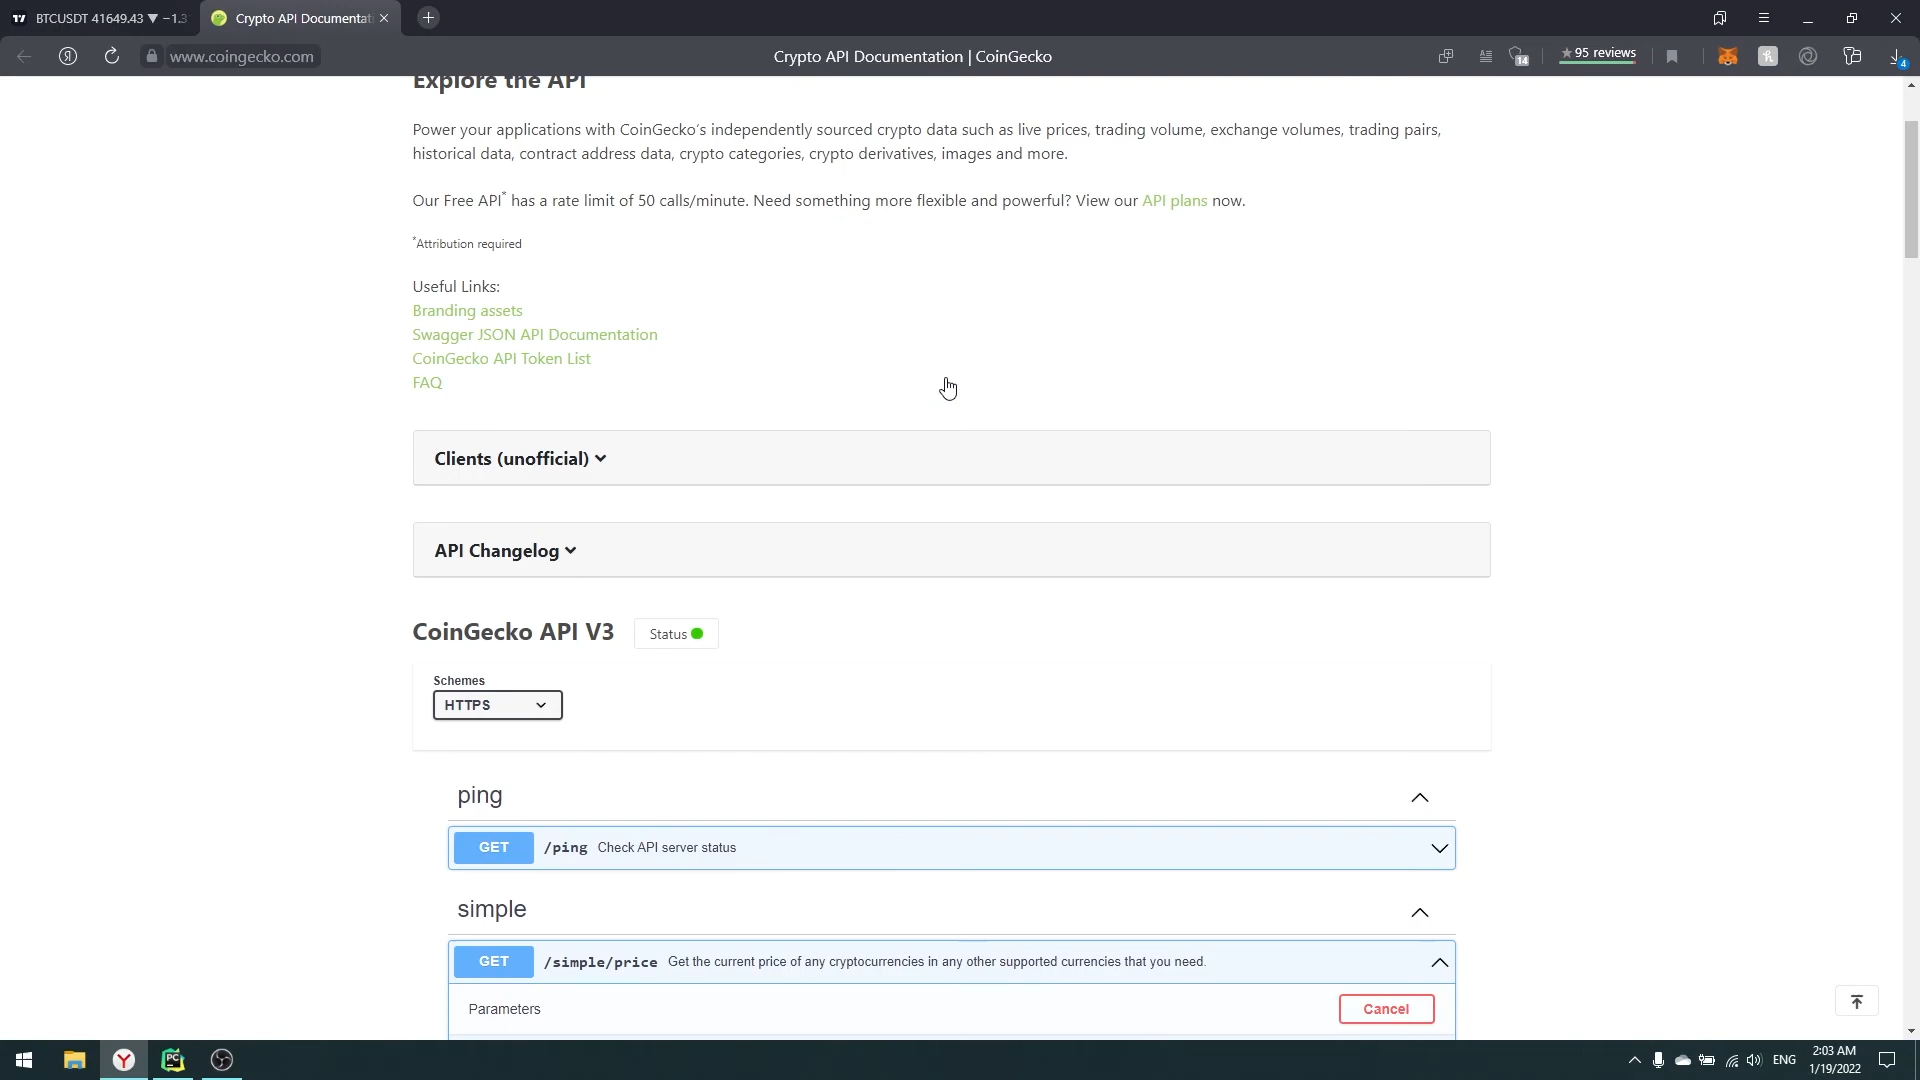 BTCUSDT 41649.43 ▼ −1.3
Crypto API Documentat
www.coingecko.com
Crypto API Documentation | CoinGecko
14
★ 95 reviews
4
Explore the API
Power your applications with CoinGecko's independently sourced crypto data such as live prices, trading volume, exchange volumes, trading pairs,
historical data, contract address data, crypto categories, crypto derivatives, images and more.
Our Free API* has a rate limit of 50 calls/minute. Need something more flexible and powerful? View our API plans now.
*Attribution required
Useful Links:
Branding assets
Swagger JSON API Documentation
CoinGecko API Token List
FAQ
Clients (unofficial)
API Changelog
CoinGecko API V3
Status
Schemes
HTTPS
ping
GET /ping Check API server status
simple
GET /simple/price Get the current price of any cryptocurrencies in any other supported currencies that you need.
Parameters
Cancel
PC
ENG
2:03 AM
1/19/2022